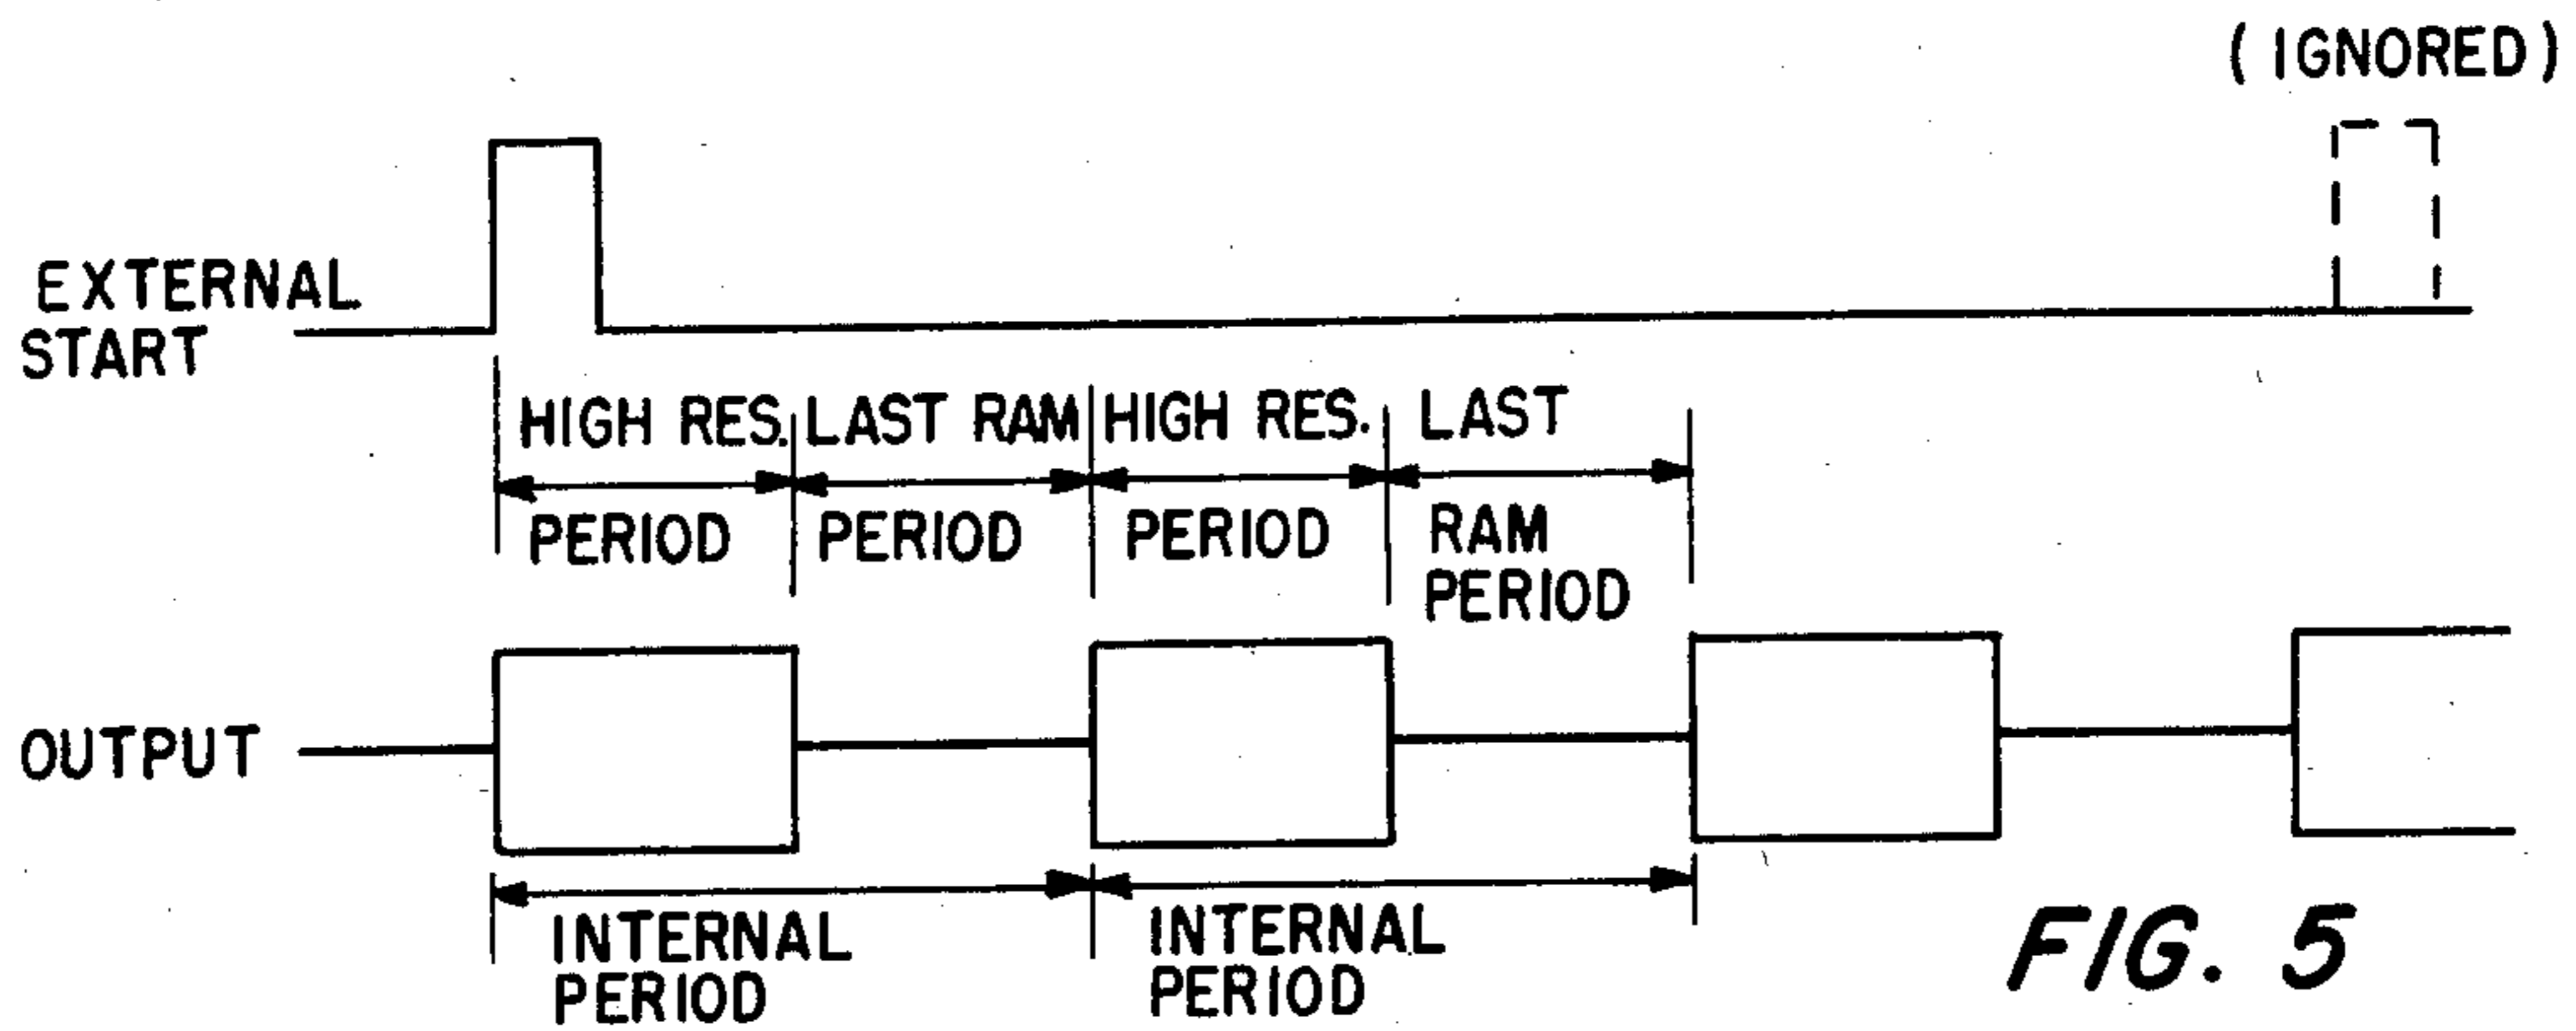 ( IGNORED )
EXTERNAL
START
HIGH RES. LAST RAM HIGH RES. LAST
PERIOD PERIOD PERIOD RAM
PERIOD
OUTPUT
INTERNAL INTERNAL
PERIOD PERIOD
FIG. 5